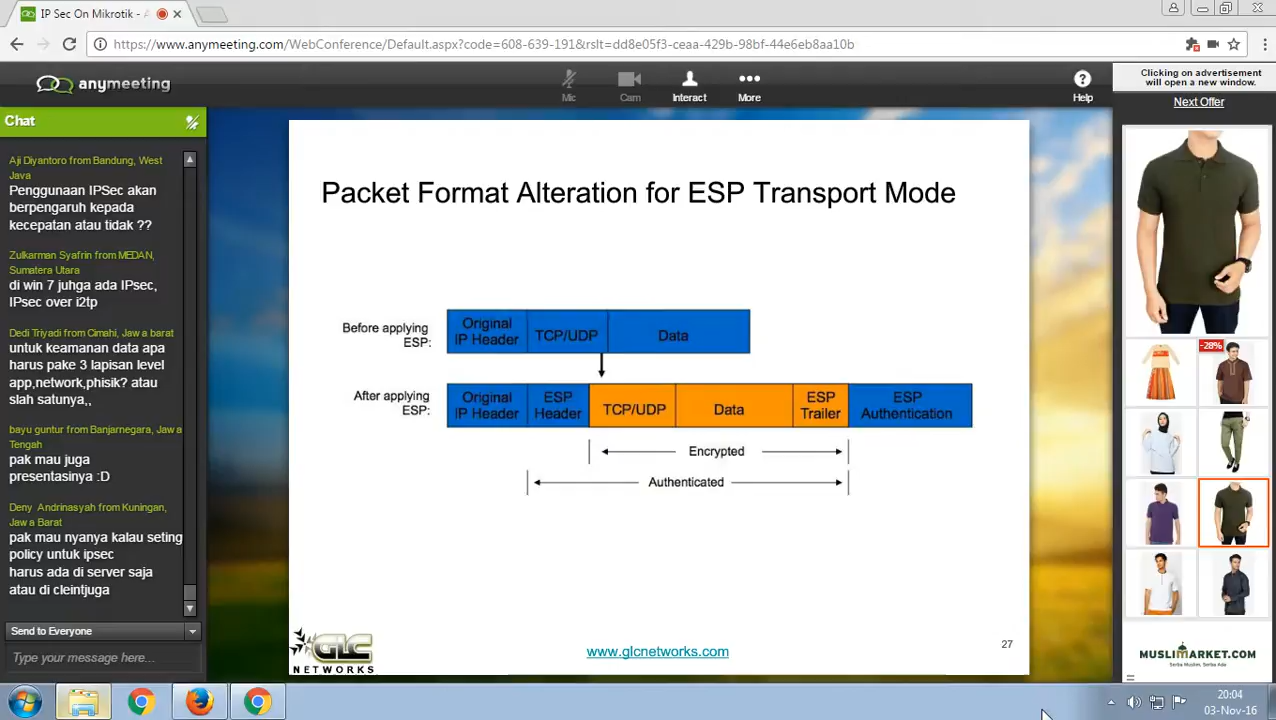 IP Sec On Mikrotik - A
https://www.anymeeting.com/WebConference/Default.aspx?code=608-639-191&rslt=dd8e05f3-ceaa-429b-98bf-44e6eb8aa10b
anymeeting
Mic
Cam
Interact
More
Help
Clicking on advertisement
will open a new window.
Next Offer
Chat
Aji Diyantoro from Bandung, West
Java
Penggunaan IPSec akan
berpengaruh kepada
kecepatan atau tidak ??
Zulkarman Syafrin from MEDAN,
Sumatera Utara
di win 7 juhga ada IPsec,
IPsec over i2tp
Dedi Triyadi from Cimahi, Jawa barat
untuk keamanan data apa
harus pake 3 lapisan level
app,network,phisik? atau
slah satunya,,
bayu guntur from Banjarnegara, Jawa
Tengah
pak mau juga
presentasinya :D
Deny Andrinasyah from Kuningan,
Jawa Barat
pak mau nyanya kalau seting
policy untuk ipsec
harus ada di server saja
atau di cleintjuga
Send to Everyone
Type your message here...
Packet Format Alteration for ESP Transport Mode
Before applying
ESP:
Original
IP Header
TCP/UDP
Data
After applying
ESP:
Original
IP Header
ESP
Header
TCP/UDP
Data
ESP
Trailer
ESP
Authentication
Encrypted
Authenticated
GLC
NETWORKS
www.glcnetworks.com
27
-28%
MUSLIMARKET.COM
Serba Muslim, Serba Ada
20:04
03-Nov-16